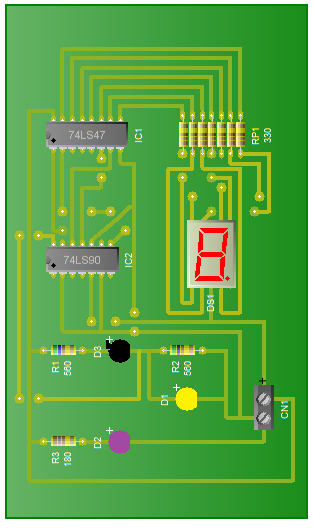 74LS47
IC1
RP1
330
74LS90
IC2
DS1
R1
560
D3
R2
560
D1
CN1
R3
180
D2